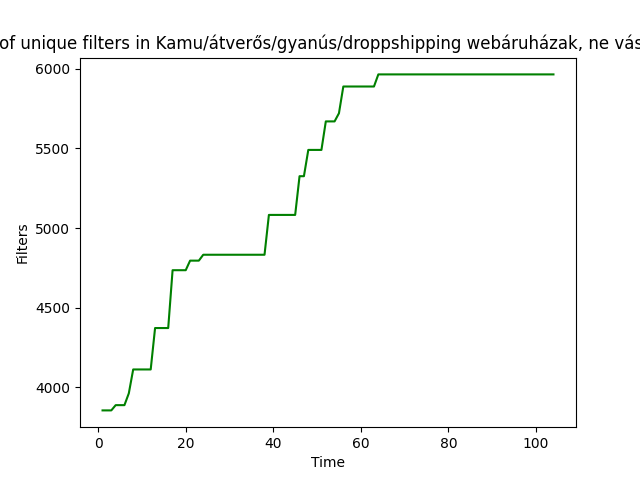 of unique filters in Kamu/átverős/gyanús/droppshipping webáruházak, ne vás
6000
5500
5000
4500
4000
Filters
0 20 40 60 80 100
Time